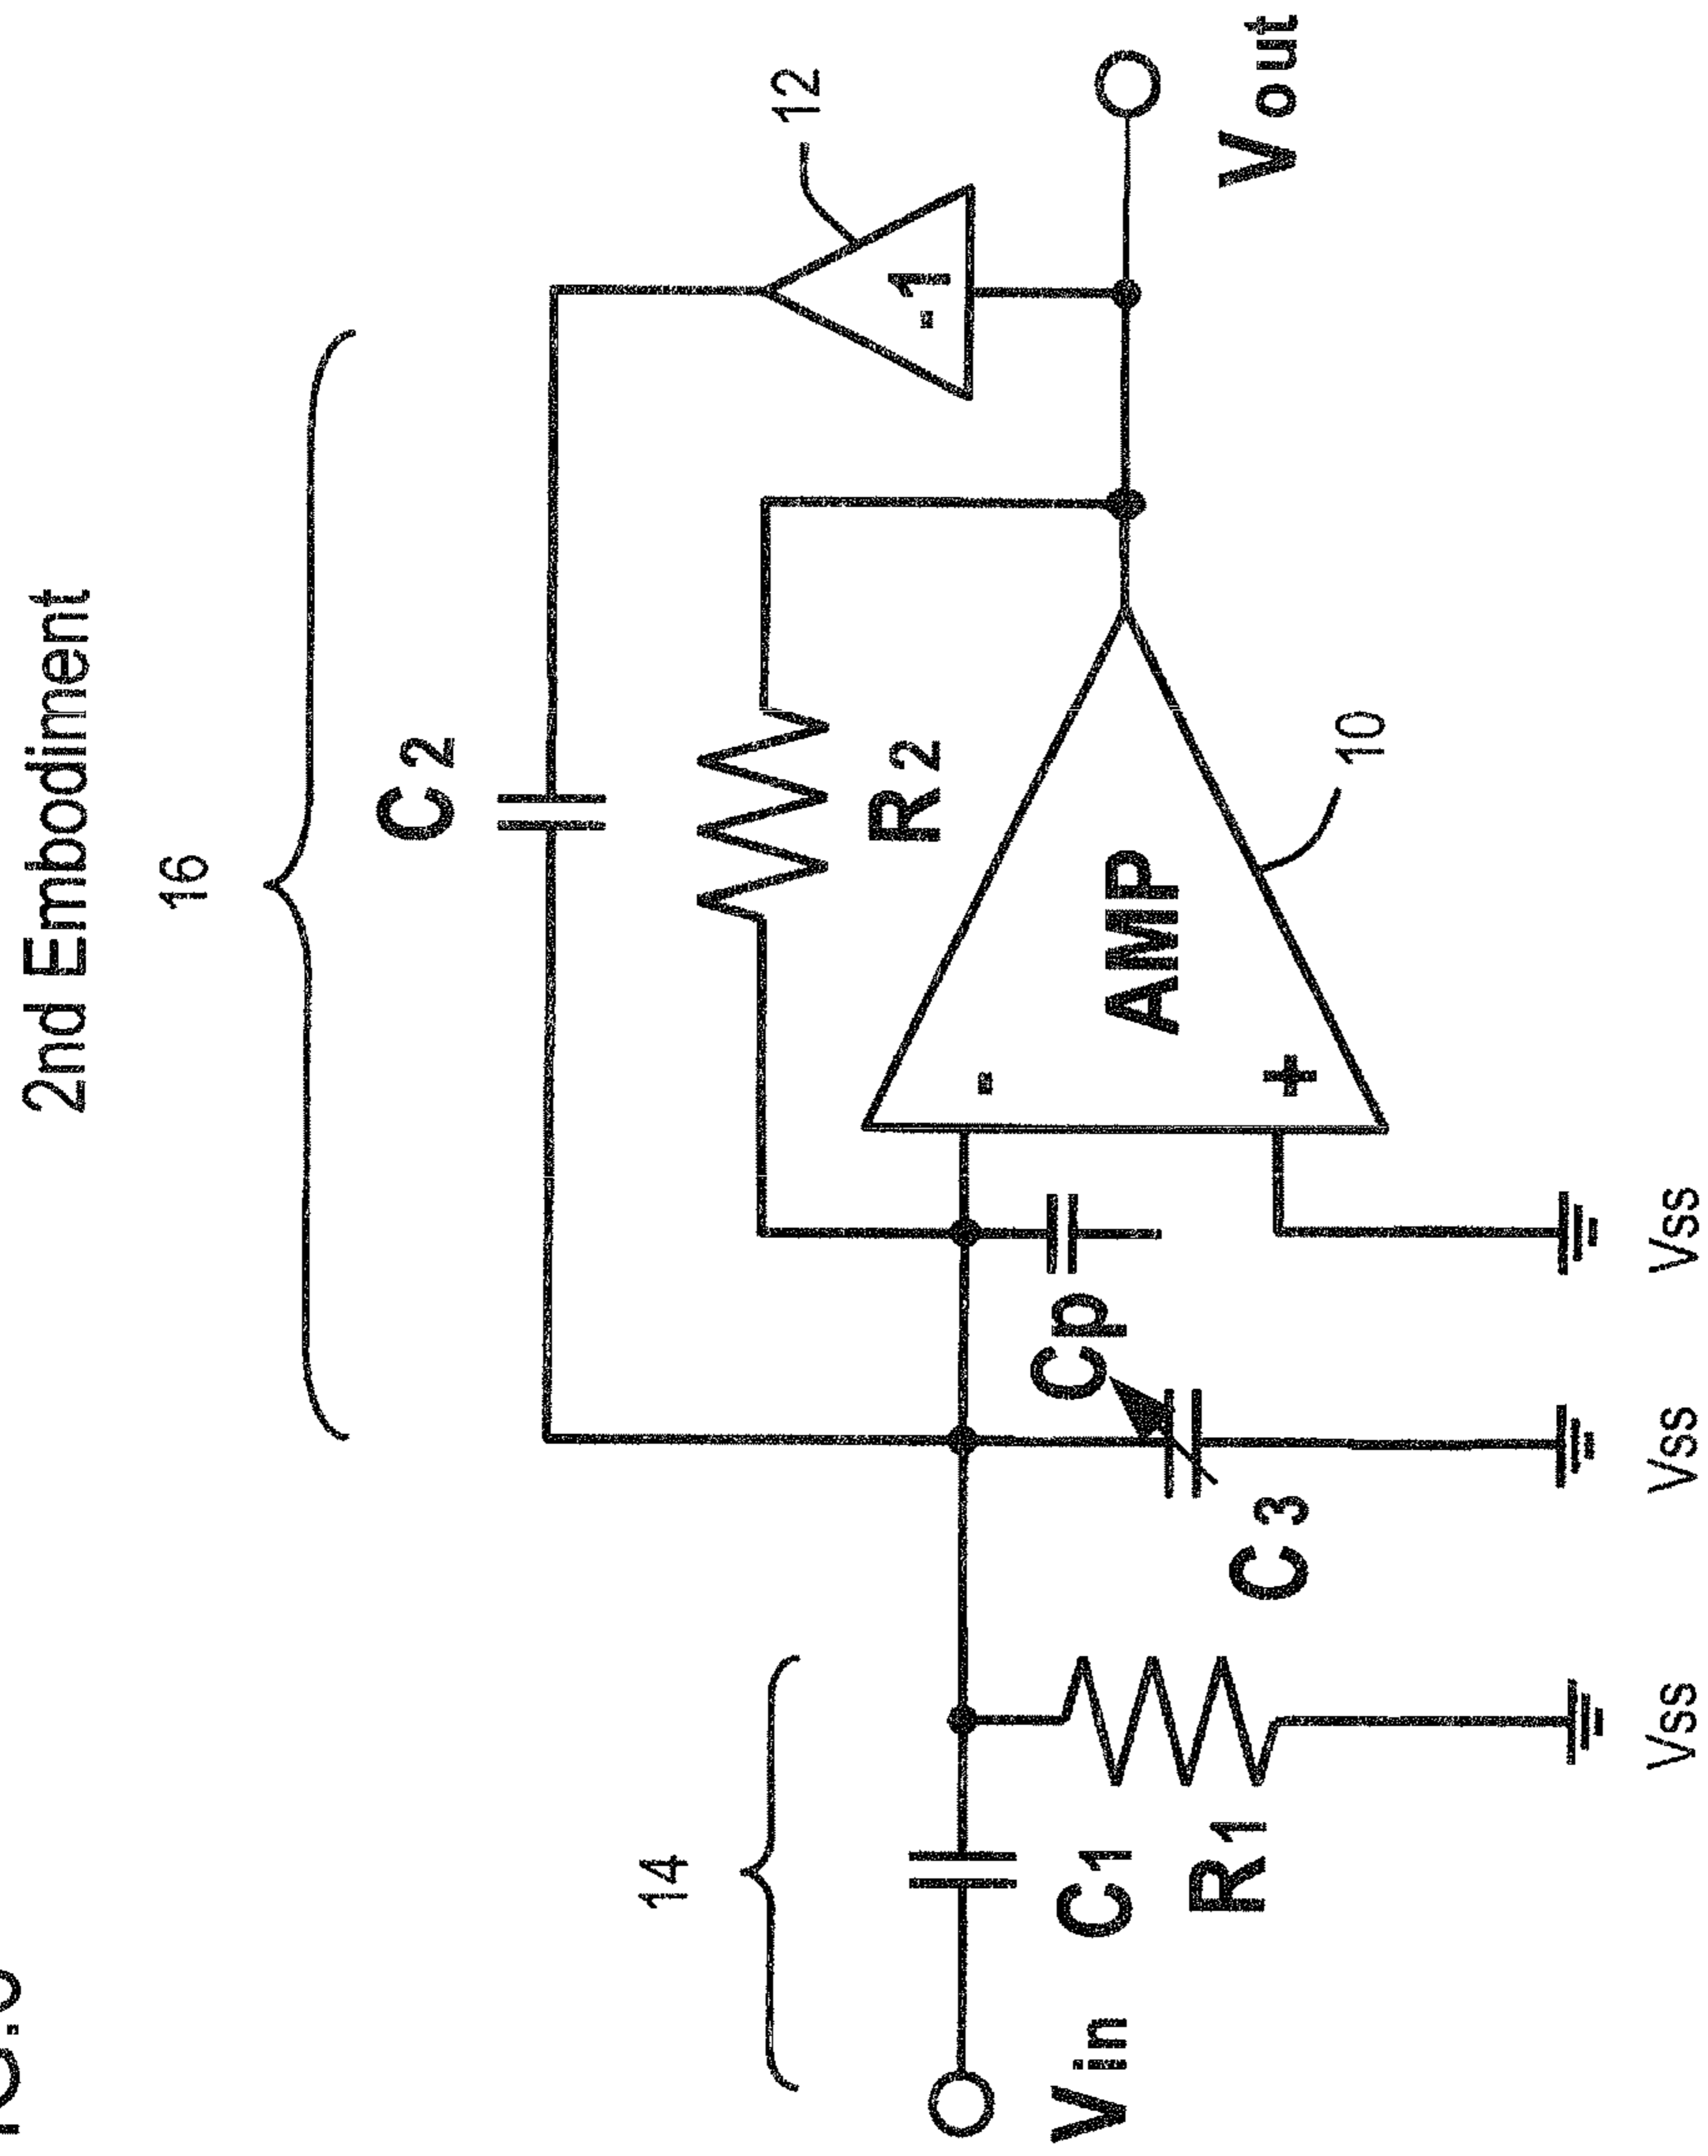 2nd Embodiment
16
C2
12
R2
-1
14
AMP
-
+
10
Vin
C1
R1
C3
Cp
Vout
Vss
Vss
Vss